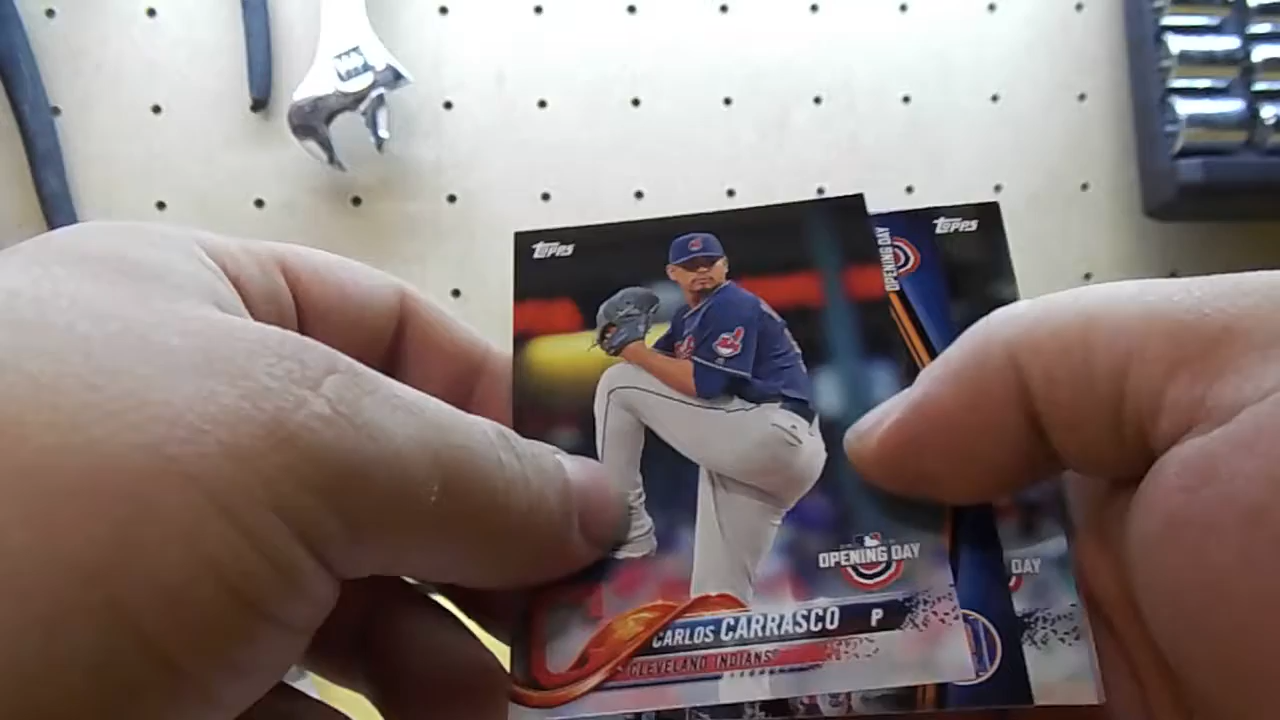 Topps
OPENING DAY
CARLOS CARRASCO P
CLEVELAND INDIANS
OPENING DAY
Topps
DAY